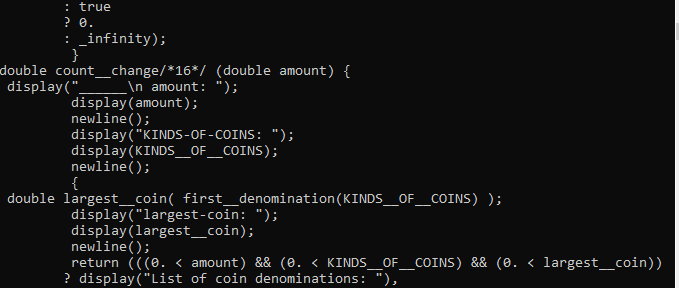 : true
? 0.
: _infinity);
}
double count__change/*16*/ (double amount) {
display("______\n amount: ");
display(amount);
newline();
display("KINDS-OF-COINS: ");
display(KINDS__OF__COINS);
newline();
{
double largest__coin( first__denomination(KINDS__OF__COINS) );
display("largest-coin: ");
display(largest__coin);
newline();
return (((0. < amount) && (0. < KINDS__OF__COINS) && (0. < largest__coin))
? display("List of coin denominations: "),